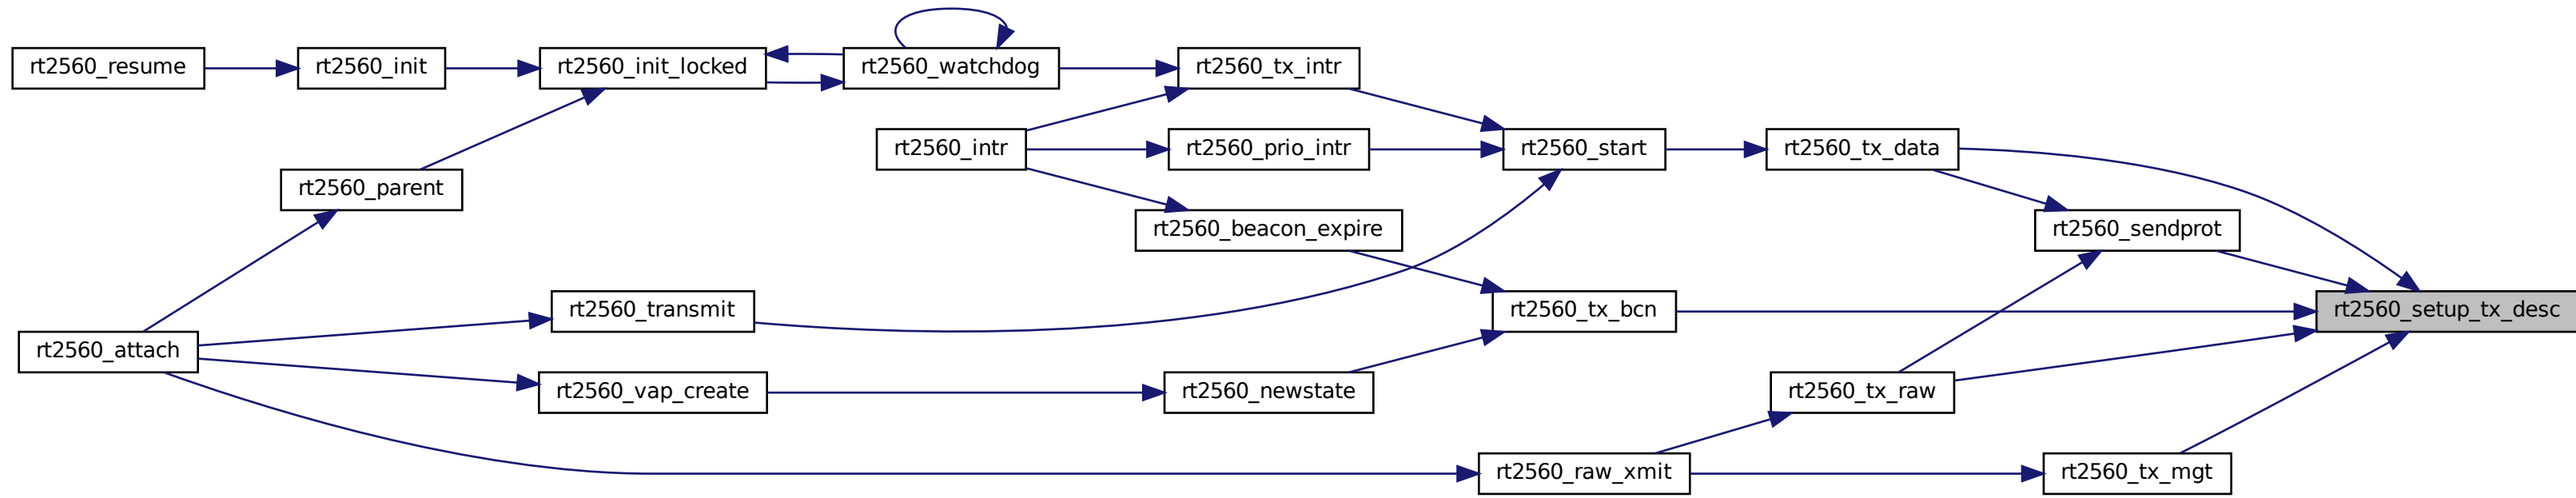 rt2560_resume
rt2560_init
rt2560_init_locked
rt2560_watchdog
rt2560_tx_intr
rt2560_intr
rt2560_prio_intr
rt2560_start
rt2560_tx_data
rt2560_parent
rt2560_beacon_expire
rt2560_sendprot
rt2560_transmit
rt2560_tx_bcn
rt2560_setup_tx_desc
rt2560_attach
rt2560_vap_create
rt2560_newstate
rt2560_tx_raw
rt2560_raw_xmit
rt2560_tx_mgt